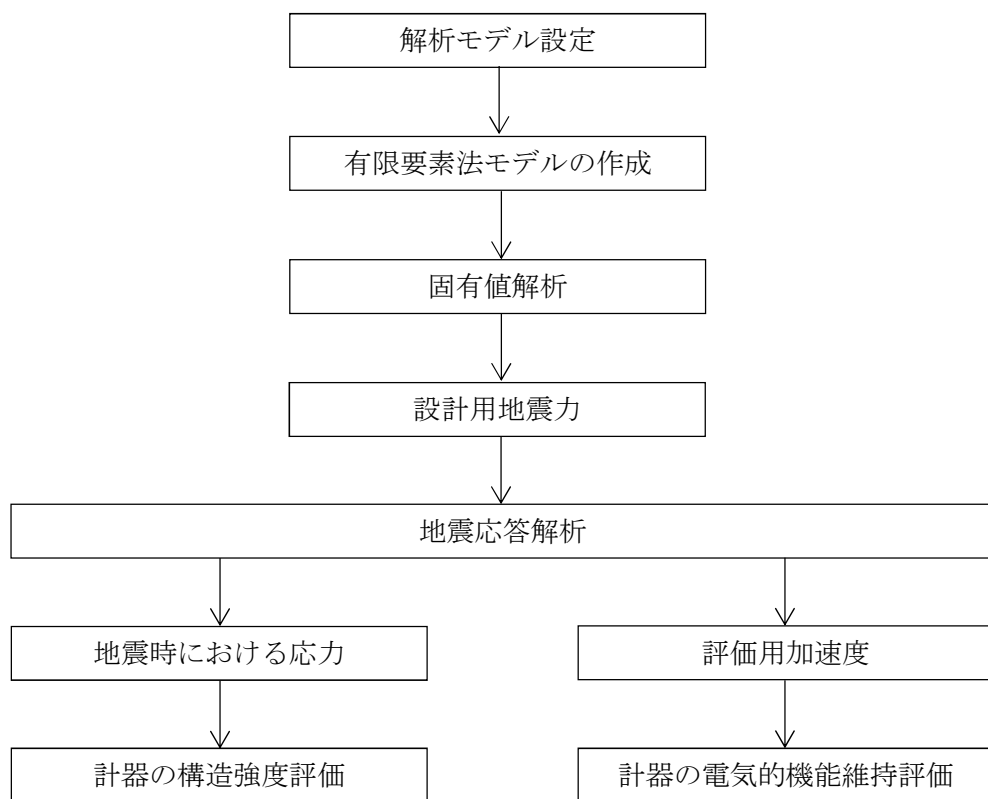 解析モデル設定
有限要素法モデルの作成
固有値解析
設計用地震力
地震応答解析
地震時における応力
評価用加速度
計器の構造強度評価
計器の電気的機能維持評価